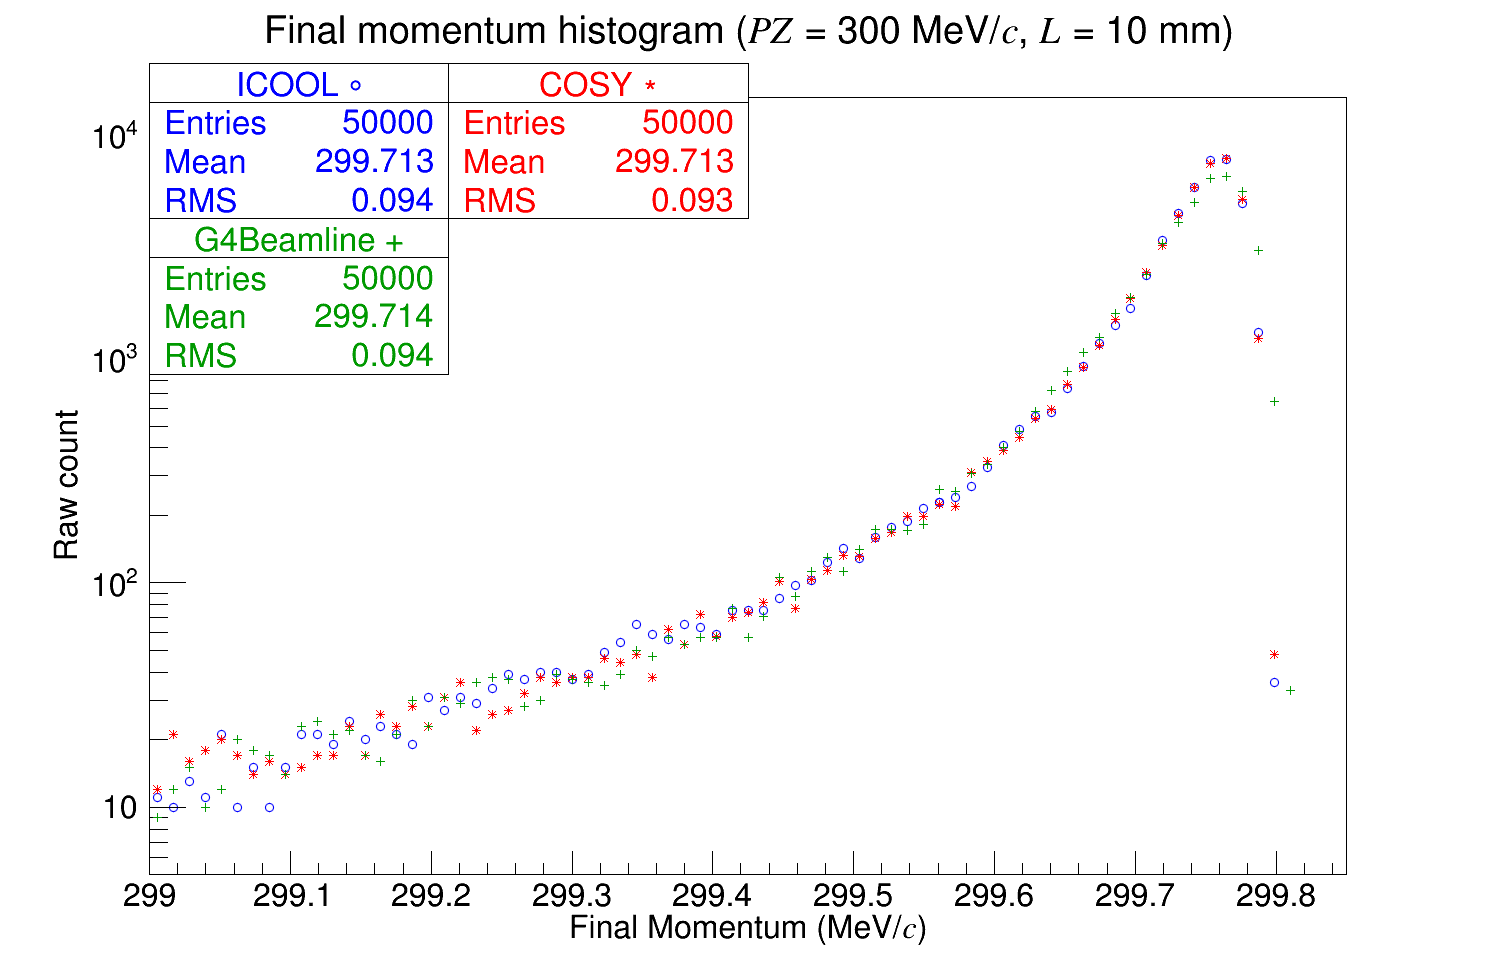 Final momentum histogram (PZ = 300 MeV/c, L = 10 mm)
ICOOL ∘
Entries 50000
Mean 299.713
RMS 0.094
COSY *
Entries 50000
Mean 299.713
RMS 0.093
G4Beamline +
Entries 50000
Mean 299.714
RMS 0.094
10⁴
10³
10²
10
Raw count
299 299.1 299.2 299.3 299.4 299.5 299.6 299.7 299.8
Final Momentum (MeV/c)